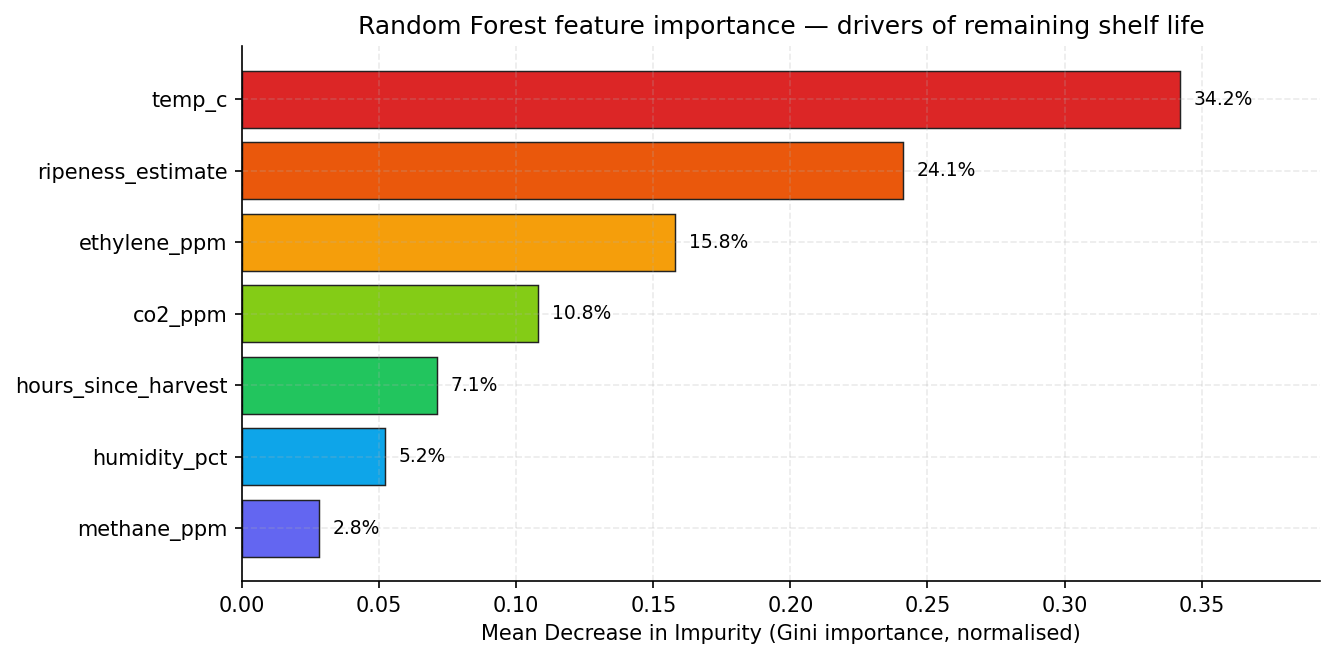 Random Forest feature importance — drivers of remaining shelf life
temp_c
34.2%
ripeness_estimate
24.1%
ethylene_ppm
15.8%
co2_ppm
10.8%
hours_since_harvest
7.1%
humidity_pct
5.2%
methane_ppm
2.8%
0.00 0.05 0.10 0.15 0.20 0.25 0.30 0.35
Mean Decrease in Impurity (Gini importance, normalised)